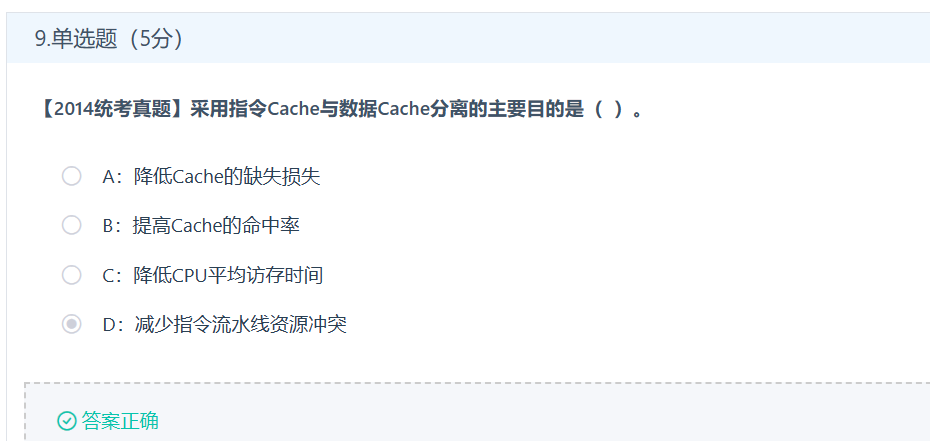 9.单选题（5分）
【2014统考真题】采用指令Cache与数据Cache分离的主要目的是（ ）。
A：降低Cache的缺失损失
B：提高Cache的命中率
C：降低CPU平均访存时间
D：减少指令流水线资源冲突
答案正确